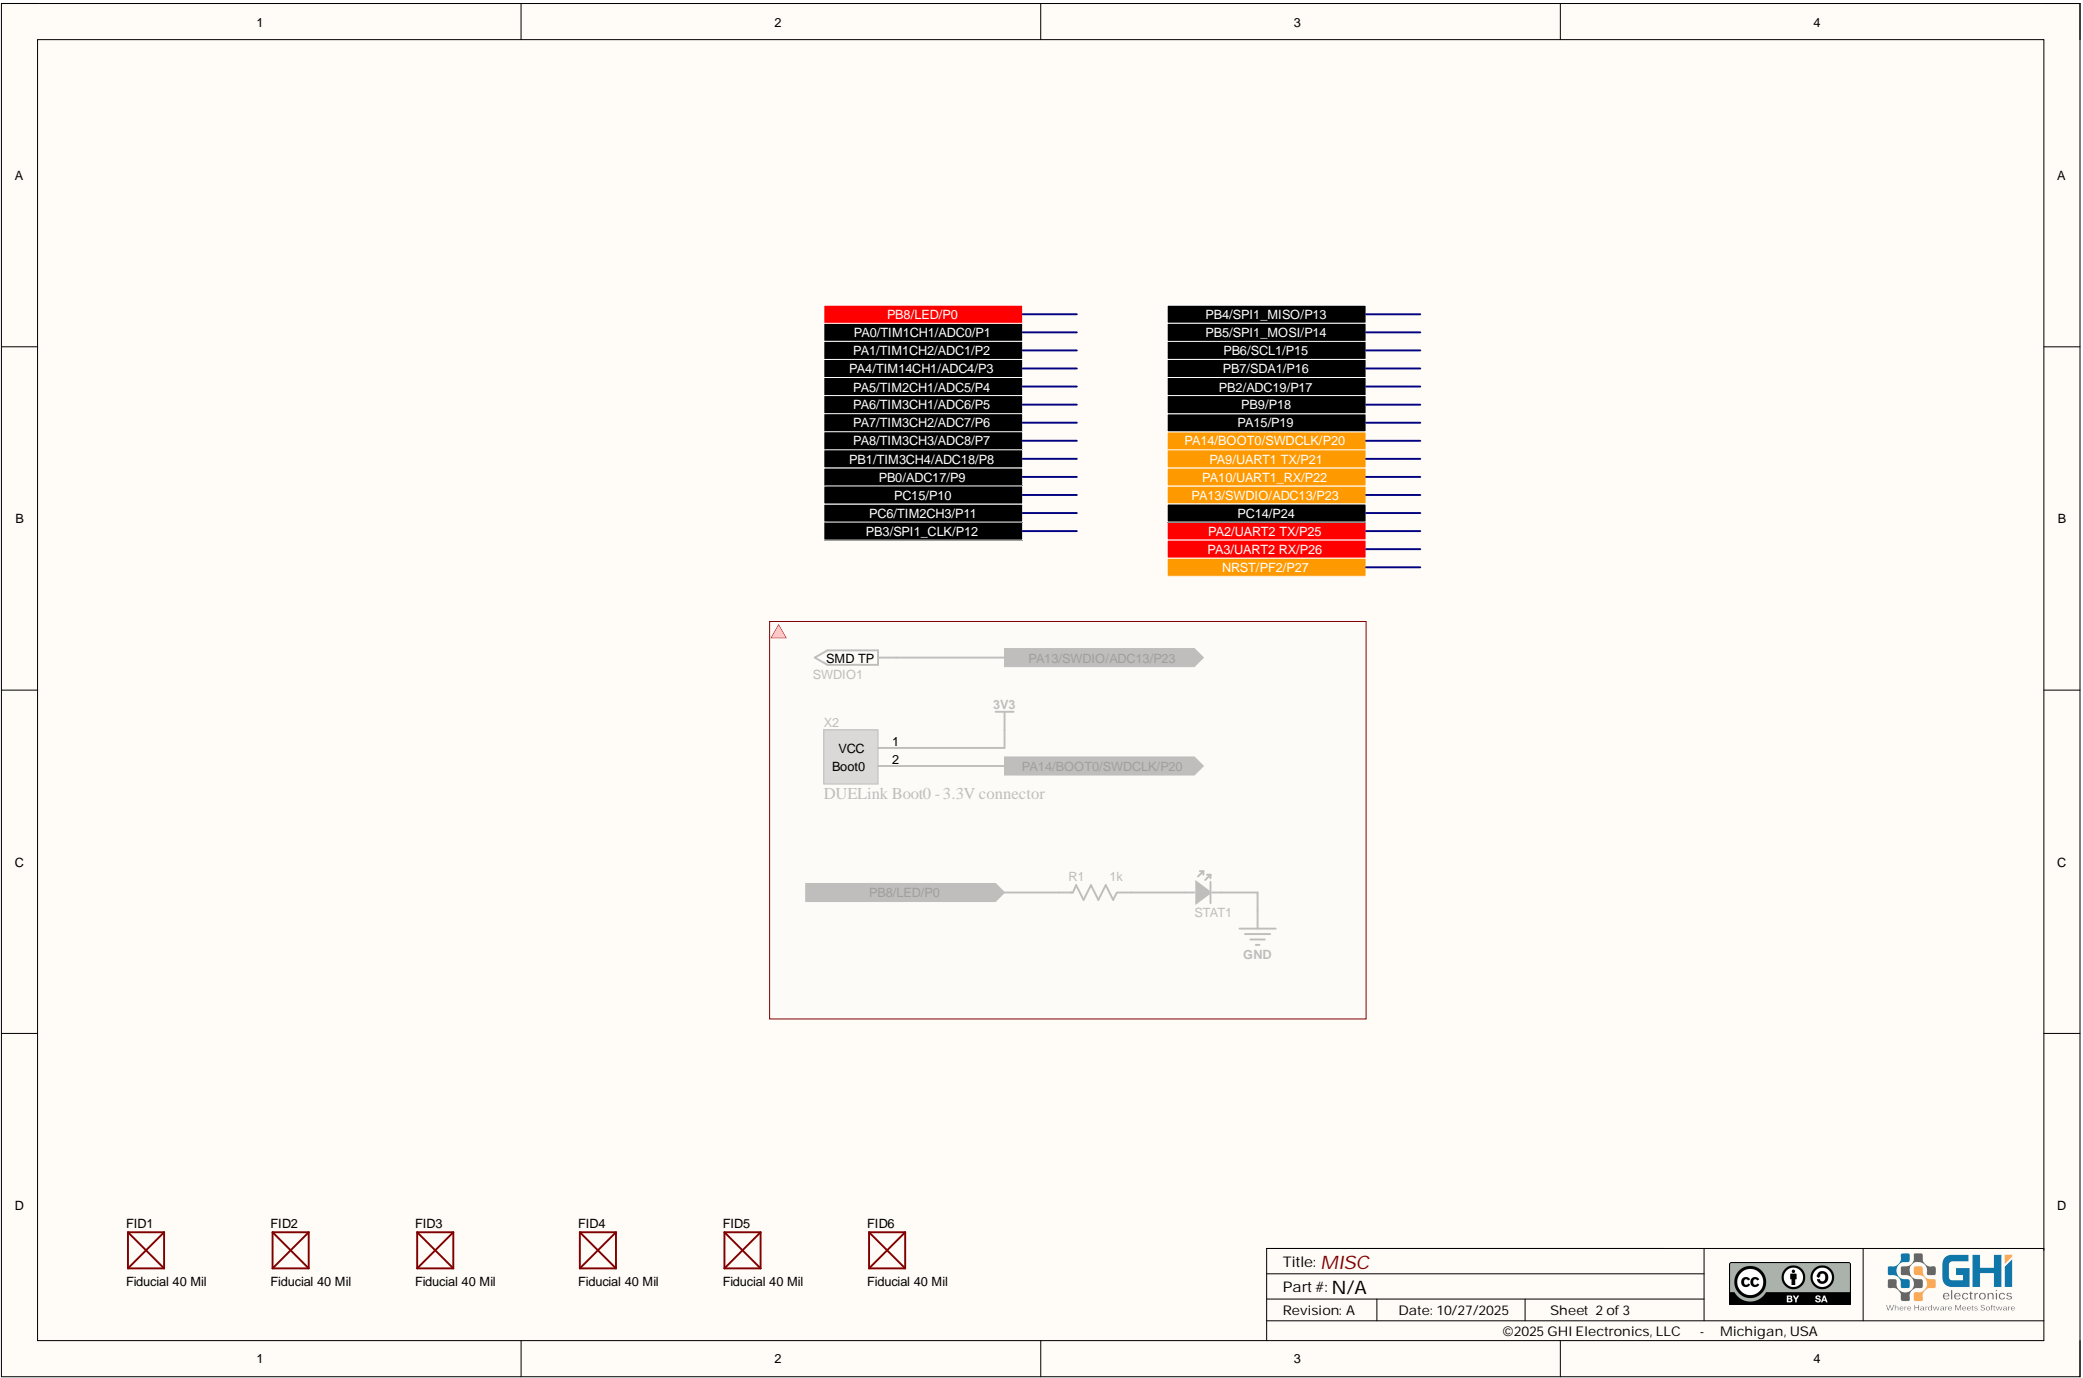 1 2 3 4
A A
PB8/LED/P0
PA0/TIM1CH1/ADC0/P1
PA1/TIM1CH2/ADC1/P2
PA4/TIM14CH1/ADC4/P3
PA5/TIM2CH1/ADC5/P4
PA6/TIM3CH1/ADC6/P5
PA7/TIM3CH2/ADC7/P6
PA8/TIM3CH3/ADC8/P7
PB1/TIM3CH4/ADC18/P8
PB0/ADC17/P9
PC15/P10
PC6/TIM2CH3/P11
PB3/SPI1_CLK/P12
PB4/SPI1_MISO/P13
PB5/SPI1_MOSI/P14
PB6/SCL1/P15
PB7/SDA1/P16
PB2/ADC19/P17
PB9/P18
PA15/P19
PA14/BOOT0/SWDCLK/P20
PA9/UART1 TX/P21
PA10/UART1_RX/P22
PA13/SWDIO/ADC13/P23
PC14/P24
PA2/UART2 TX/P25
PA3/UART2 RX/P26
NRST/PF2/P27
B B
SMD TP PA13/SWDIO/ADC13/P23
SWDIO1
3V3
X2
VCC 1
Boot0 2 PA14/BOOT0/SWDCLK/P20
DUELink Boot0 - 3.3V connector
C C
R1 1k
PB8/LED/P0
STAT1
GND
D D
FID1 FID2 FID3 FID4 FID5 FID6
Fiducial 40 Mil Fiducial 40 Mil Fiducial 40 Mil Fiducial 40 Mil Fiducial 40 Mil Fiducial 40 Mil
Title: MISC
Part #: N/A
Revision: A Date: 10/27/2025 Sheet 2 of 3
cc BY SA
GHi
electronics
Where Hardware Meets Software
©2025 GHI Electronics, LLC - Michigan, USA
1 2 3 4